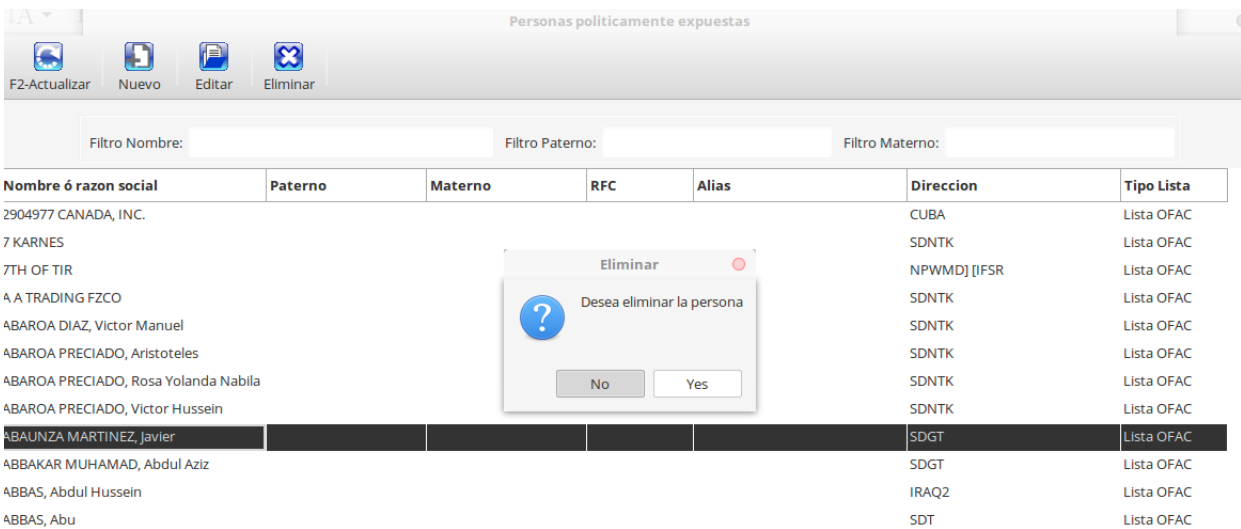 Personas politicamente expuestas
F2-Actualizar Nuevo Editar Eliminar
Filtro Nombre: Filtro Paterno: Filtro Materno:
Nombre ó razon social Paterno Materno RFC Alias Direccion Tipo Lista
2904977 CANADA, INC. CUBA Lista OFAC
7 KARNES SDNTK Lista OFAC
7TH OF TIR NPWMD] [IFSR Lista OFAC
A A TRADING FZCO SDNTK Lista OFAC
ABAROA DIAZ, Victor Manuel SDNTK Lista OFAC
ABAROA PRECIADO, Aristoteles SDNTK Lista OFAC
ABAROA PRECIADO, Rosa Yolanda Nabila SDNTK Lista OFAC
ABAROA PRECIADO, Victor Hussein SDNTK Lista OFAC
ABAUNZA MARTINEZ, Javier SDGT Lista OFAC
ABBAKAR MUHAMAD, Abdul Aziz SDGT Lista OFAC
ABBAS, Abdul Hussein IRAQ2 Lista OFAC
ABBAS, Abu SDT Lista OFAC
Eliminar
Desea eliminar la persona
No Yes